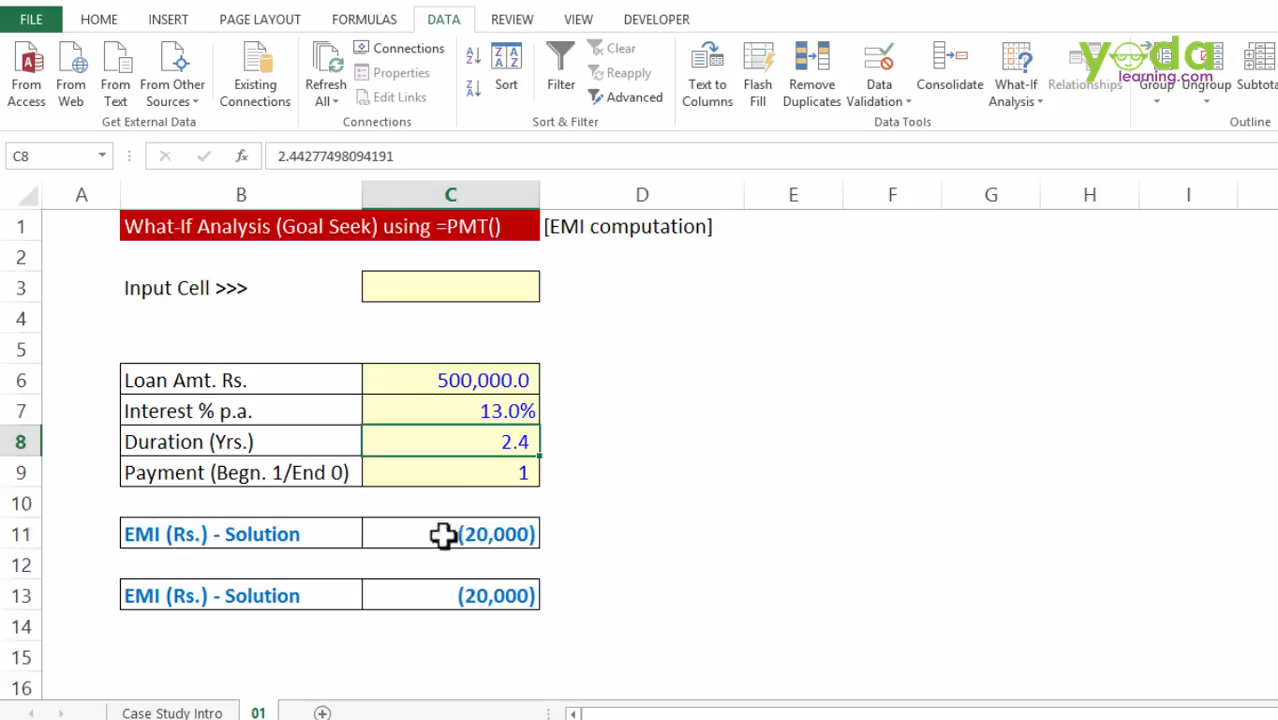 FILE HOME INSERT PAGE LAYOUT FORMULAS DATA REVIEW VIEW DEVELOPER
yoda
learning.com
From Access
From Web
From Text
From Other Sources
Existing Connections
Refresh All
Connections
Properties
Edit Links
Sort
Filter
Clear
Reapply
Advanced
Text to Columns
Flash Fill
Remove Duplicates
Data Validation
Consolidate
What-If Analysis
Relationships
Group
Ungroup
Subtota
Get External Data Connections Sort & Filter Data Tools Outline
C8 fx 2.44277498094191
A B C D E F G H I
1 What-If Analysis (Goal Seek) using =PMT() [EMI computation]
2
3 Input Cell >>>
4
5
6 Loan Amt. Rs. 500,000.0
7 Interest % p.a. 13.0%
8 Duration (Yrs.) 2.4
9 Payment (Begn. 1/End 0) 1
10
11 EMI (Rs.) - Solution (20,000)
12
13 EMI (Rs.) - Solution (20,000)
14
15
16
Case Study Intro 01